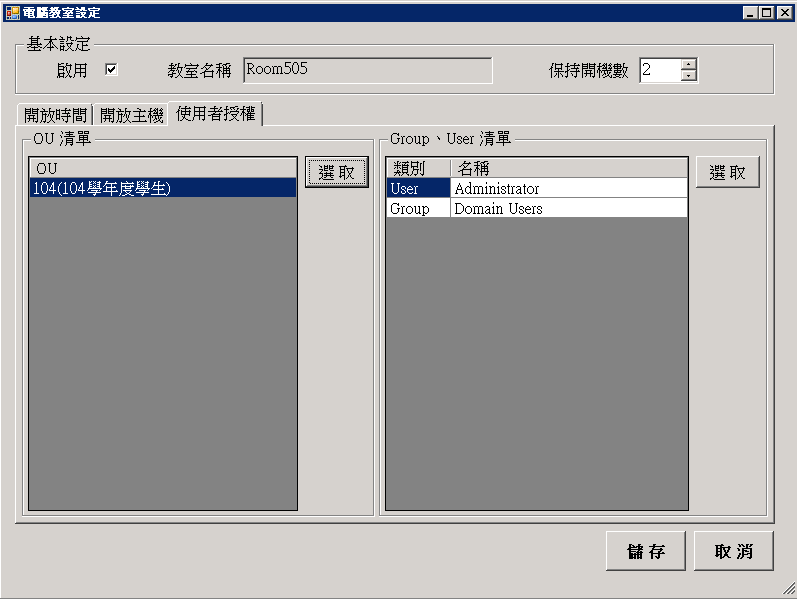 電腦教室設定
基本設定
啟用 教室名稱 Room505 保持開機數 2
開放時間 開放主機 使用者授權
OU 清單 Group、User 清單
OU 選取 類別 名稱 選取
104(104學年度學生) User Administrator
Group Domain Users
儲存 取消